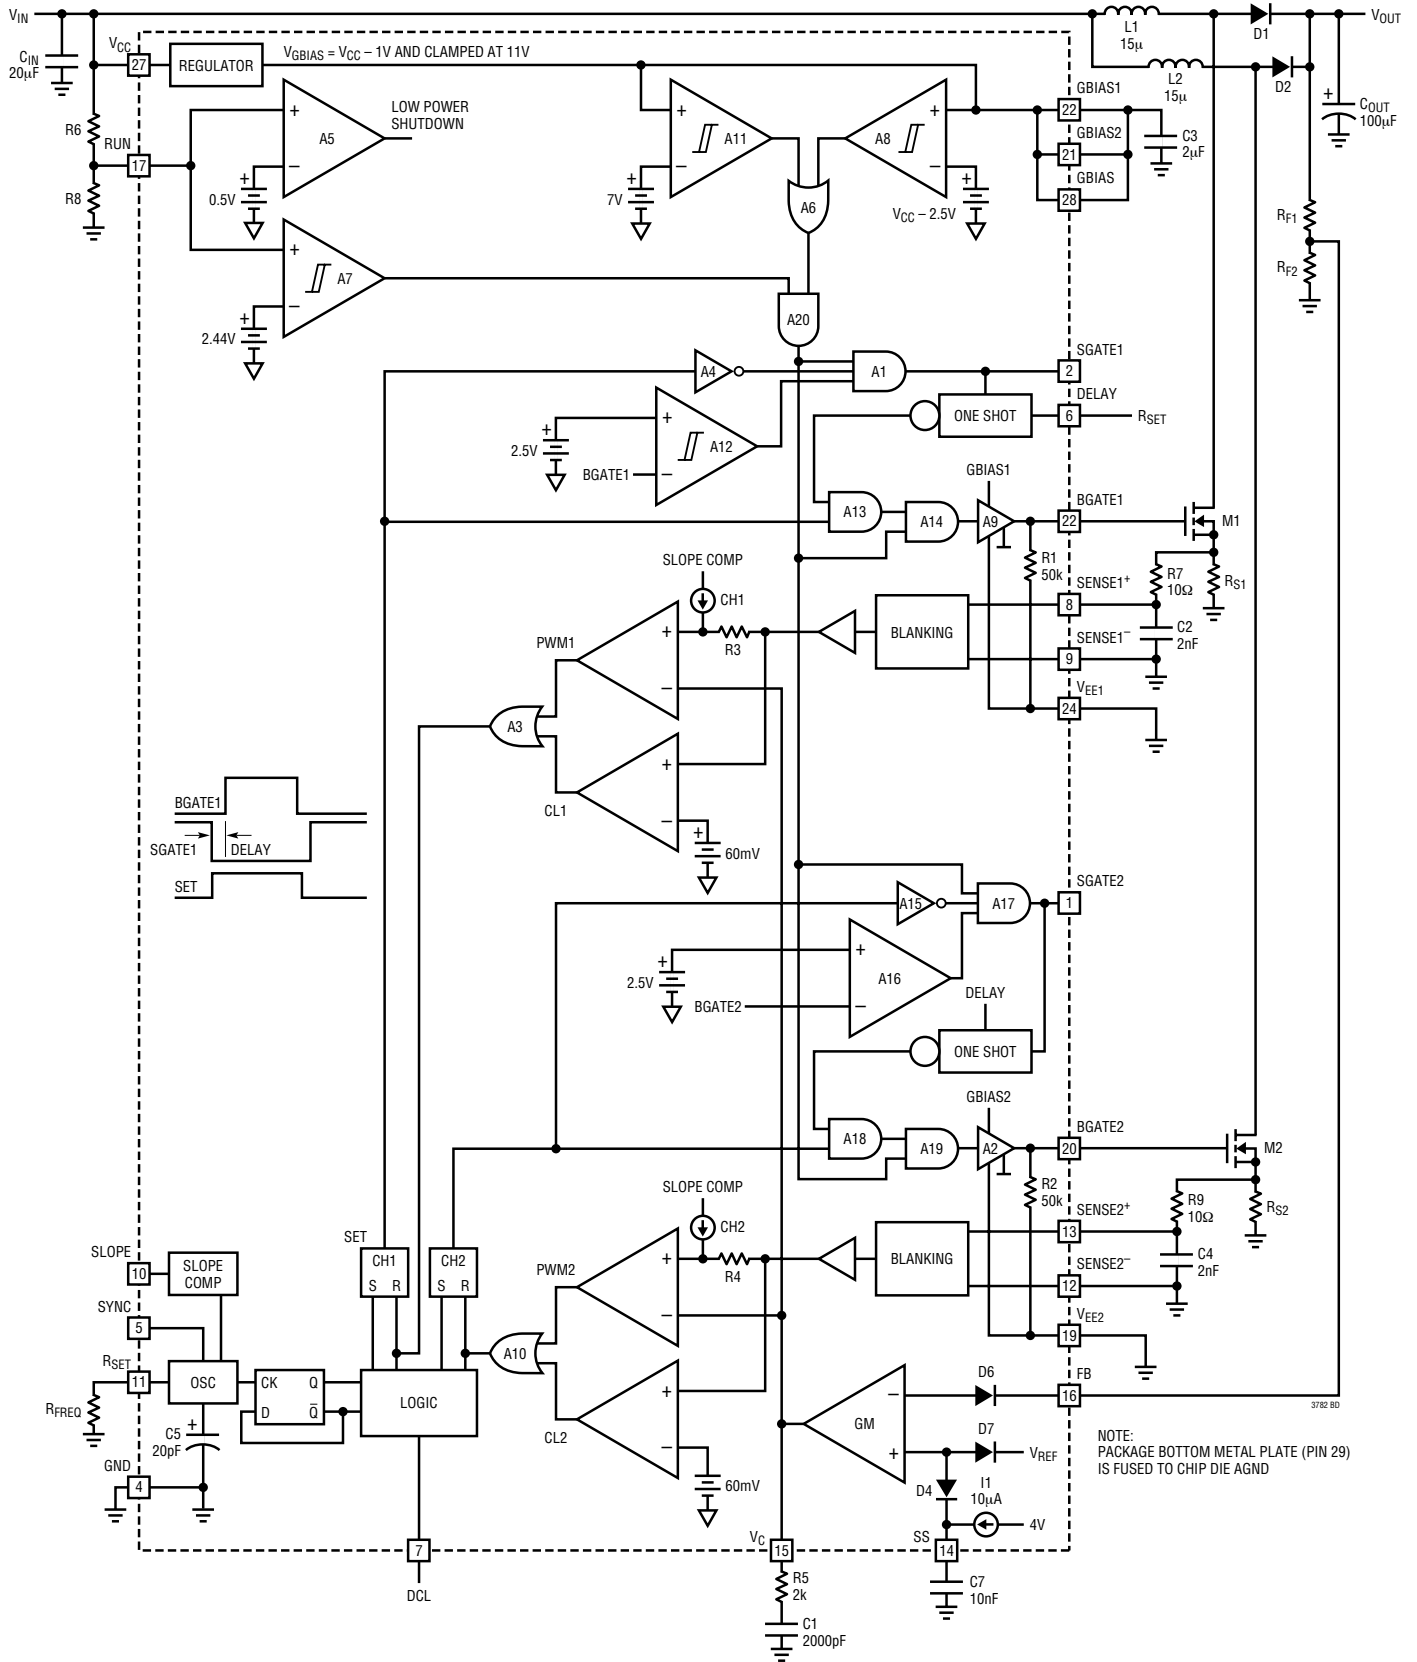 VIN
VOUT
L1
15µ
D1
CIN
20µF
VCC
27
REGULATOR
VGBIAS = VCC – 1V AND CLAMPED AT 11V
L2
15µ
D2
GBIAS1
22
COUT
100µF
+
R6
RUN
17
R8
+
A5
–
LOW POWER
SHUTDOWN
+
0.5V
+
A11
–
+
7V
+
A8
–
+
VCC – 2.5V
A6
GBIAS2
21
GBIAS
28
C3
2µF
RF1
RF2
+
A7
–
+
2.44V
A20
A4
A1
SGATE1
2
DELAY
ONE SHOT
6
RSET
+
2.5V
+
A12
–
BGATE1
GBIAS1
A13
A14
A9
BGATE1
22
M1
R1
50k
SLOPE COMP
CH1
R3
BLANKING
SENSE1+
8
R7
10Ω
RS1
SENSE1–
9
C2
2nF
VEE1
24
PWM1
+
–
A3
CL1
+
–
+
60mV
BGATE1
SGATE1
DELAY
SET
A15
A17
SGATE2
1
+
2.5V
+
A16
–
BGATE2
DELAY
ONE SHOT
GBIAS2
A18
A19
A2
BGATE2
20
M2
R2
50k
SLOPE COMP
CH2
R4
BLANKING
SENSE2+
13
R9
10Ω
RS2
SENSE2–
12
C4
2nF
VEE2
19
SET
CH1
S R
CH2
S R
PWM2
+
–
A10
CL2
+
–
+
60mV
SLOPE
10
SLOPE
COMP
SYNC
5
RSET
11
OSC
RFREQ
CK Q
D Q̅
LOGIC
+
C5
20pF
GND
4
GM
–
+
D6
FB
16
D7
VREF
D4
I1
10µA
4V
3782 BD
NOTE:
PACKAGE BOTTOM METAL PLATE (PIN 29)
IS FUSED TO CHIP DIE AGND
7
DCL
VC
15
SS
14
R5
2k
C1
2000pF
C7
10nF